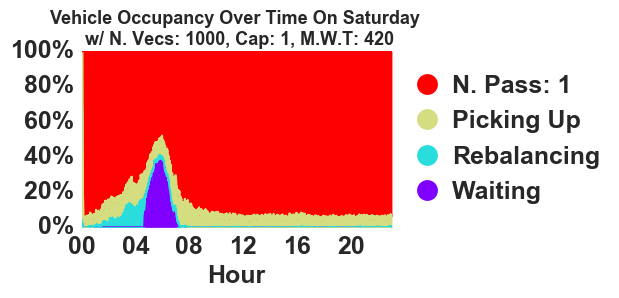 Vehicle Occupancy Over Time On Saturday
w/ N. Vecs: 1000, Cap: 1, M.W.T: 420
100%
80%
60%
40%
20%
0%
00 04 08 12 16 20
Hour
N. Pass: 1
Picking Up
Rebalancing
Waiting